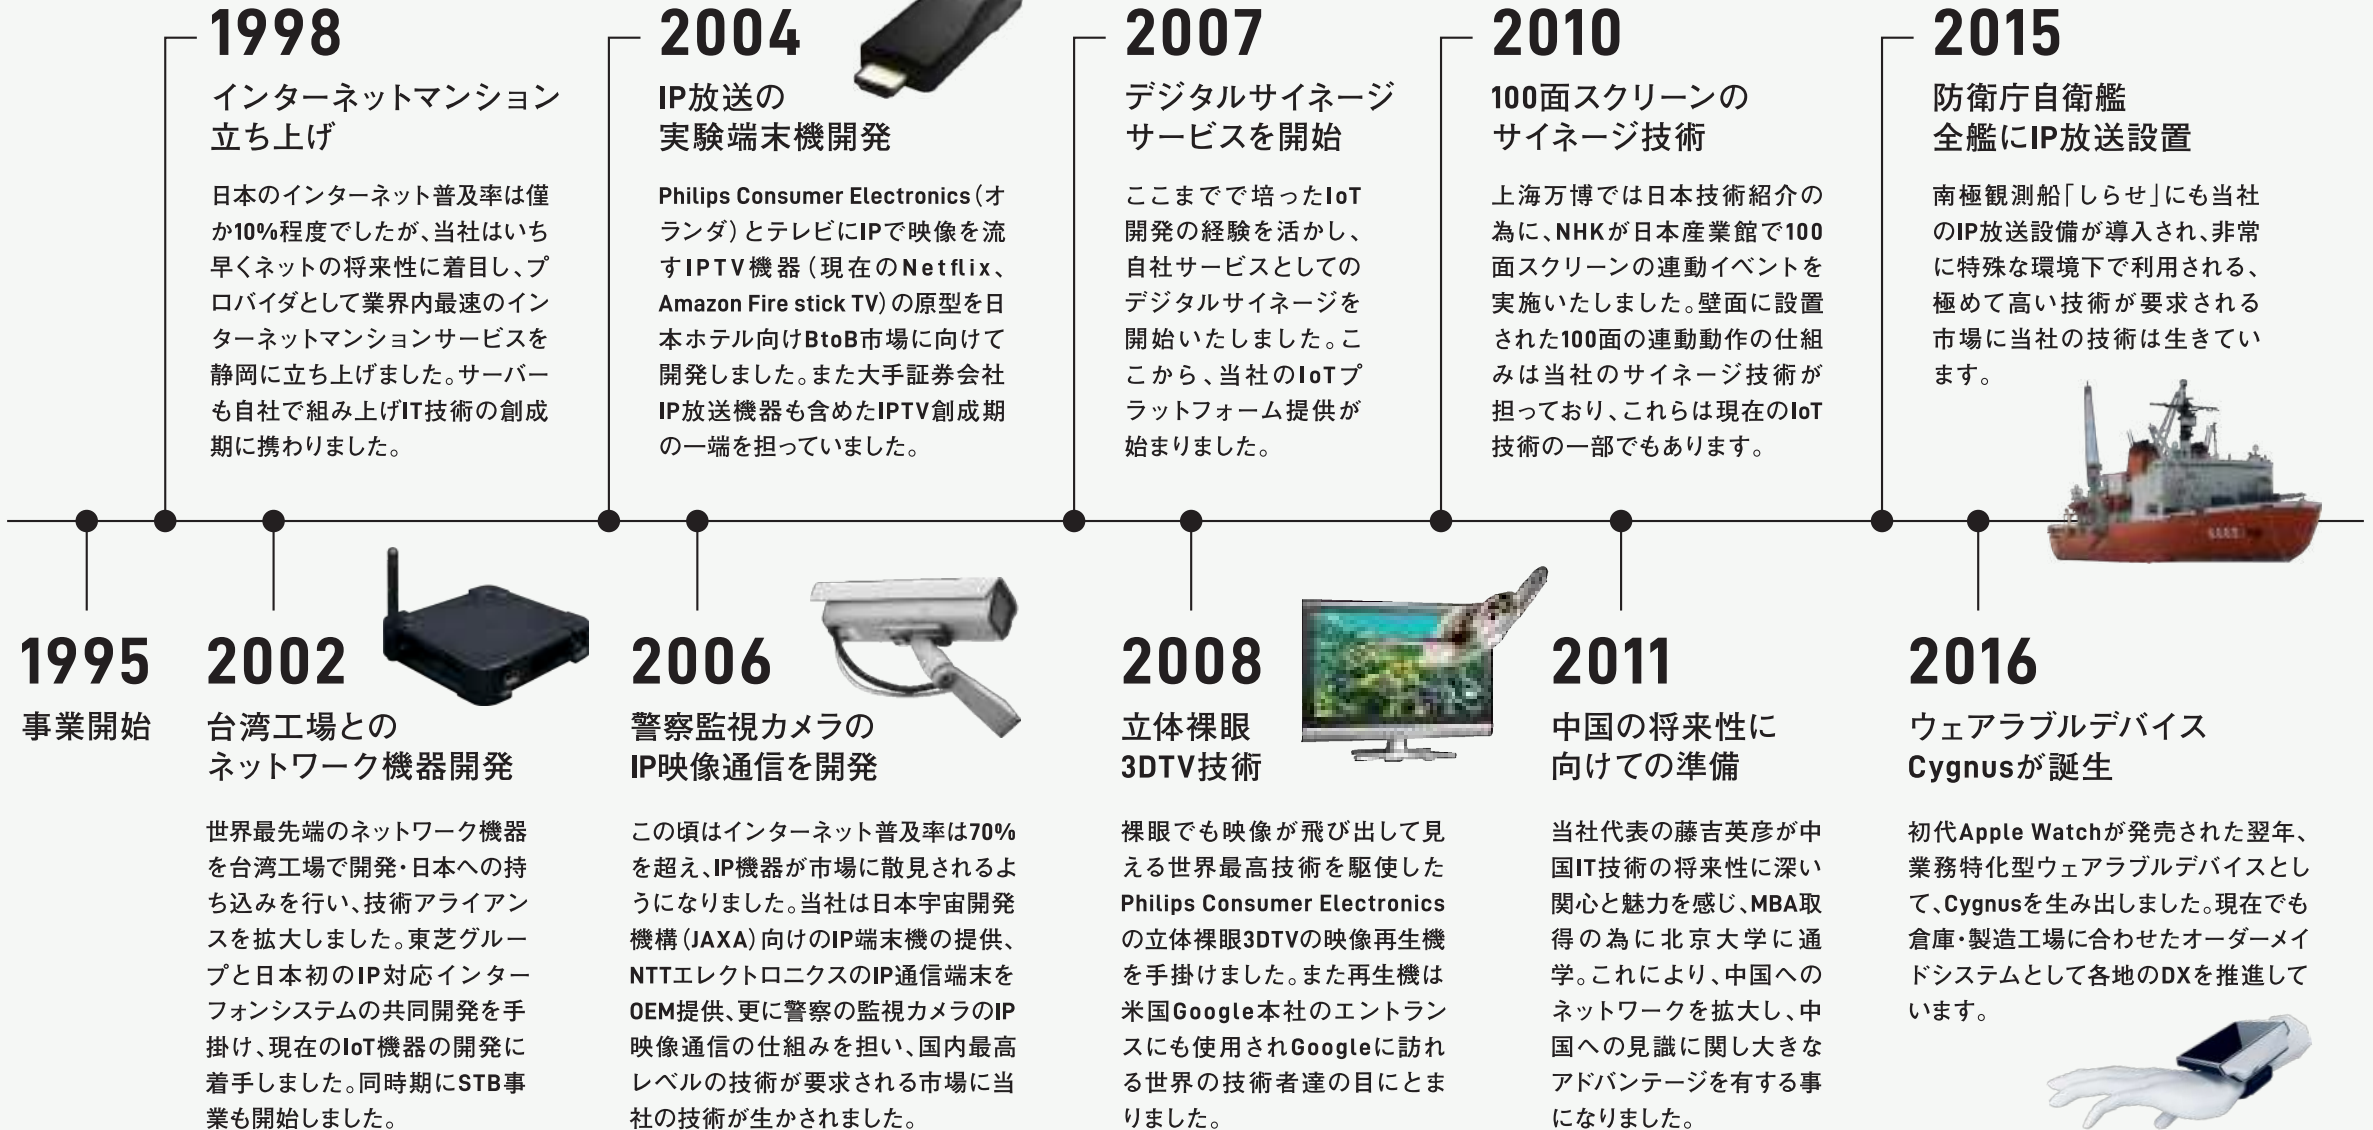 1998
インターネットマンション
立ち上げ
日本のインターネット普及率は僅
か10%程度でしたが、当社はいち
早くネットの将来性に着目し、プ
ロバイダとして業界内最速のイン
ターネットマンションサービスを
静岡に立ち上げました。サーバー
も自社で組み上げIT技術の創成
期に携わりました。
2004
IP放送の
実験端末機開発
Philips Consumer Electronics（オ
ランダ）とテレビにIPで映像を流
すIPTV機器（現在のNetflix、
Amazon Fire stick TV）の原型を日
本ホテル向けBtoB市場に向けて
開発しました。また大手証券会社
IP放送機器も含めたIPTV創成期
の一端を担っていました。
2007
デジタルサイネージ
サービスを開始
ここまでで培ったIoT
開発の経験を活かし、
自社サービスとしての
デジタルサイネージを
開始いたしました。こ
こから、当社のIoTプ
ラットフォーム提供が
始まりました。
2010
100面スクリーンの
サイネージ技術
上海万博では日本技術紹介の
為に、NHKが日本産業館で100
面スクリーンの連動イベントを
実施いたしました。壁面に設置
された100面の連動動作の仕組
みは当社のサイネージ技術が
担っており、これらは現在のIoT
技術の一部でもあります。
2015
防衛庁自衛艦
全艦にIP放送設置
南極観測船「しらせ」にも当社
のIP放送設備が導入され、非常
に特殊な環境下で利用される、
極めて高い技術が要求される
市場に当社の技術は生きてい
ます。
1995
事業開始
2002
台湾工場との
ネットワーク機器開発
世界最先端のネットワーク機器
を台湾工場で開発・日本への持
ち込みを行い、技術アライアン
スを拡大しました。東芝グルー
プと日本初のIP対応インター
フォンシステムの共同開発を手
掛け、現在のIoT機器の開発に
着手しました。同時期にSTB事
業も開始しました。
2006
警察監視カメラの
IP映像通信を開発
この頃はインターネット普及率は70%
を超え、IP機器が市場に散見されるよ
うになりました。当社は日本宇宙開発
機構（JAXA）向けのIP端末機の提供、
NTTエレクトロニクスのIP通信端末を
OEM提供、更に警察の監視カメラのIP
映像通信の仕組みを担い、国内最高
レベルの技術が要求される市場に当
社の技術が生かされました。
2008
立体裸眼
3DTV技術
裸眼でも映像が飛び出して見
える世界最高技術を駆使した
Philips Consumer Electronics
の立体裸眼3DTVの映像再生機
を手掛けました。また再生機は
米国Google本社のエントラン
スにも使用されGoogleに訪れ
る世界の技術者達の目にとま
りました。
2011
中国の将来性に
向けての準備
当社代表の藤吉英彦が中
国IT技術の将来性に深い
関心と魅力を感じ、MBA取
得の為に北京大学に通
学。これにより、中国への
ネットワークを拡大し、中
国への見識に関し大きな
アドバンテージを有する事
になりました。
2016
ウェアラブルデバイス
Cygnusが誕生
初代Apple Watchが発売された翌年、
業務特化型ウェアラブルデバイスとし
て、Cygnusを生み出しました。現在でも
倉庫・製造工場に合わせたオーダーメイ
ドシステムとして各地のDXを推進して
います。